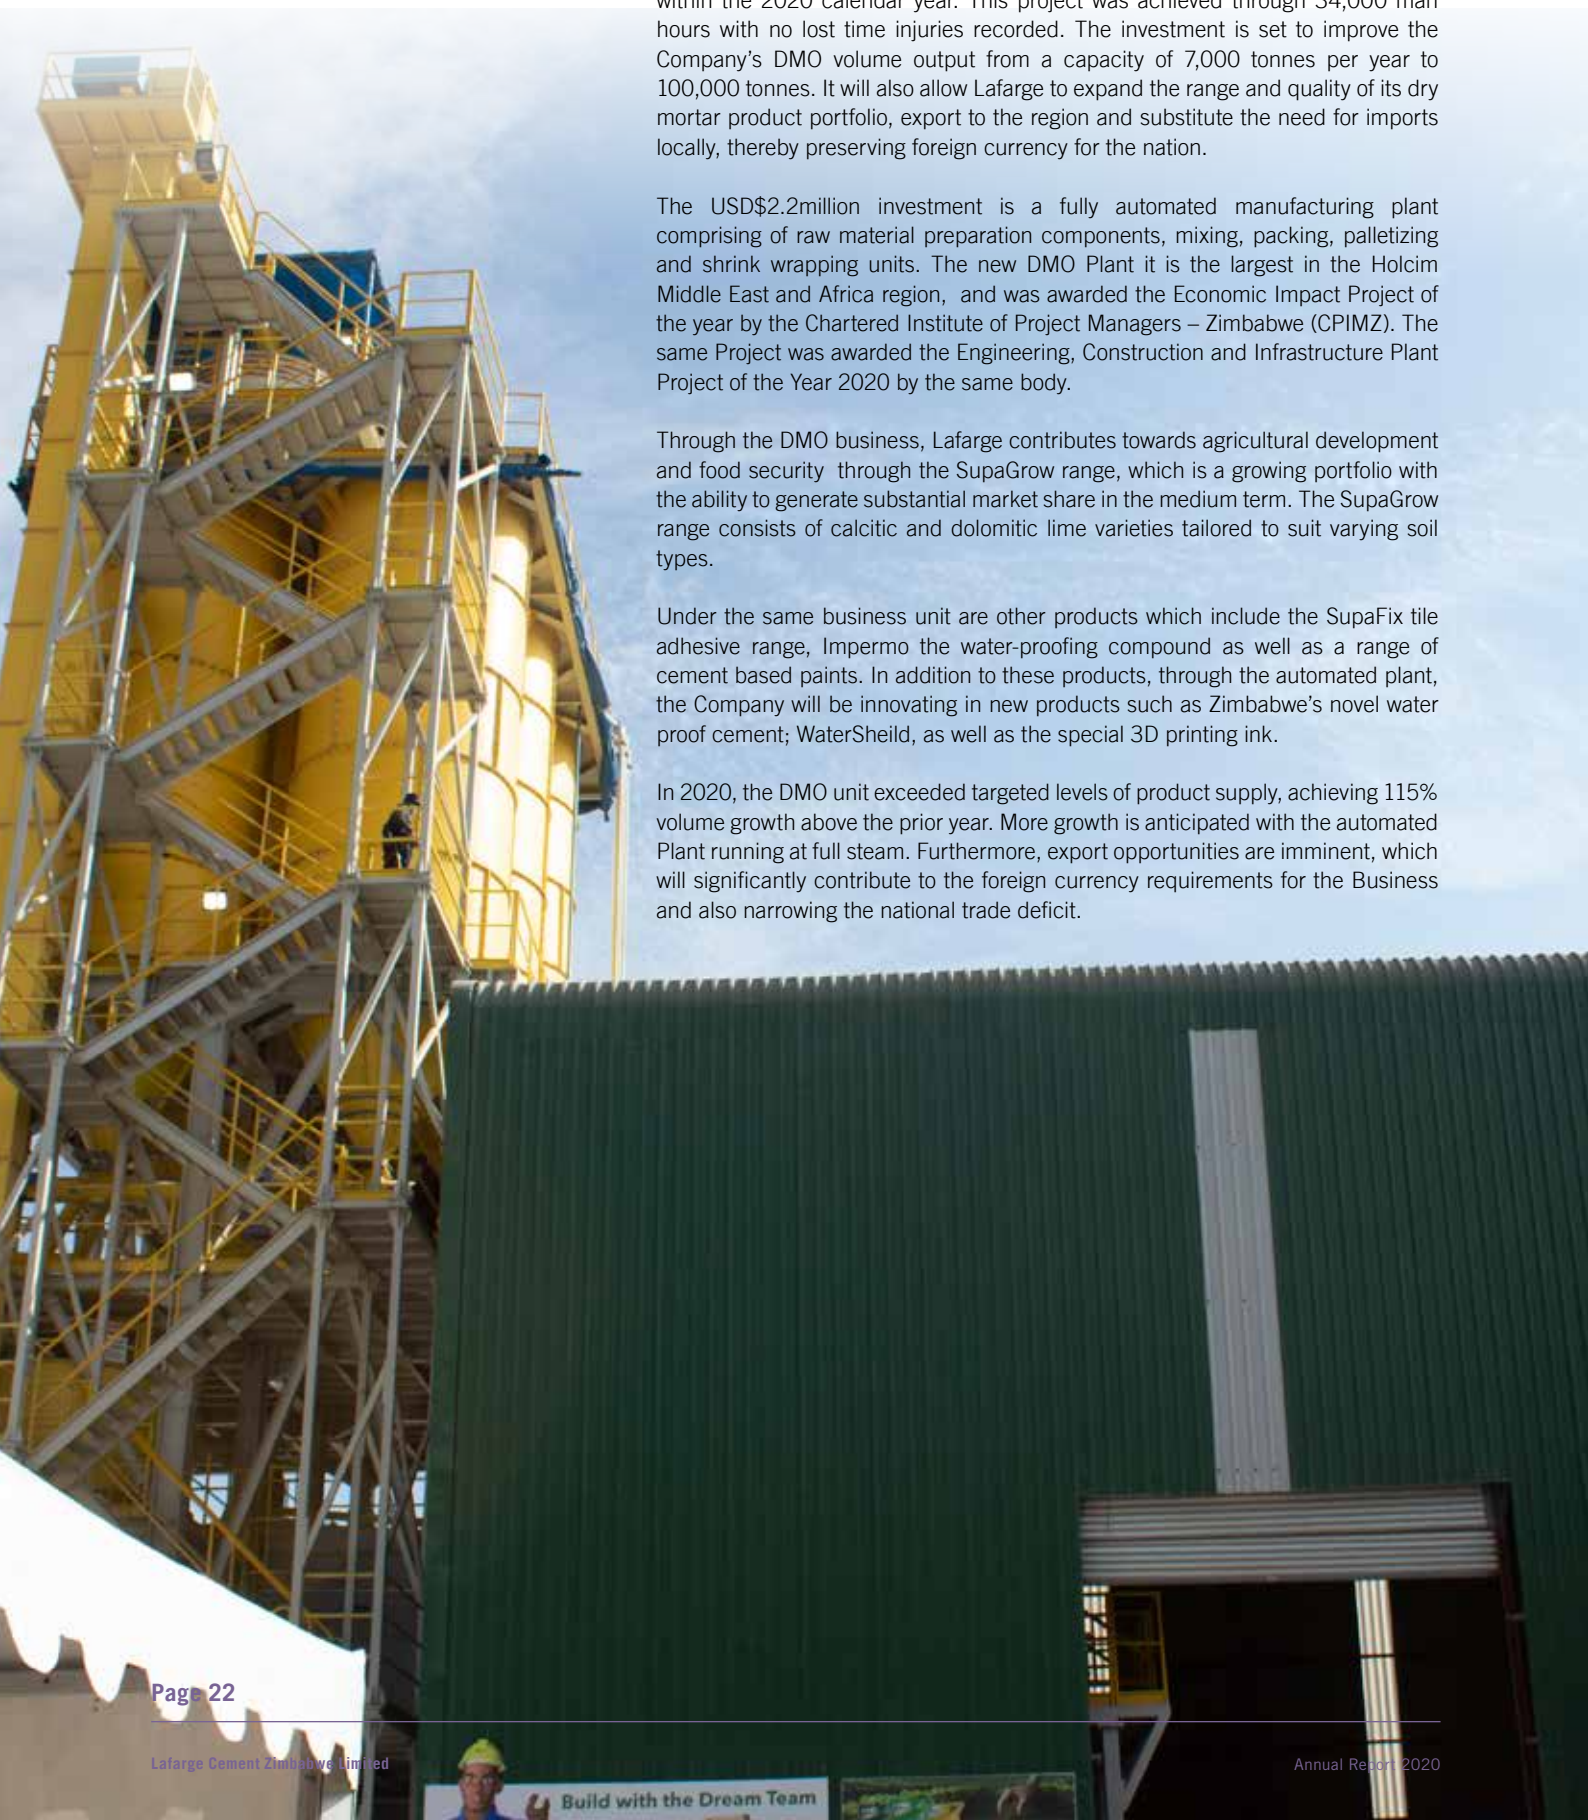 within the 2020 calendar year. This project was achieved through 34,000 man
hours with no lost time injuries recorded. The investment is set to improve the
Company's DMO volume output from a capacity of 7,000 tonnes per year to
100,000 tonnes. It will also allow Lafarge to expand the range and quality of its dry
mortar product portfolio, export to the region and substitute the need for imports
locally, thereby preserving foreign currency for the nation.
The USD$2.2million investment is a fully automated manufacturing plant
comprising of raw material preparation components, mixing, packing, palletizing
and shrink wrapping units. The new DMO Plant it is the largest in the Holcim
Middle East and Africa region, and was awarded the Economic Impact Project of
the year by the Chartered Institute of Project Managers – Zimbabwe (CPIMZ). The
same Project was awarded the Engineering, Construction and Infrastructure Plant
Project of the Year 2020 by the same body.
Through the DMO business, Lafarge contributes towards agricultural development
and food security through the SupaGrow range, which is a growing portfolio with
the ability to generate substantial market share in the medium term. The SupaGrow
range consists of calcitic and dolomitic lime varieties tailored to suit varying soil
types.
Under the same business unit are other products which include the SupaFix tile
adhesive range, Impermo the water-proofing compound as well as a range of
cement based paints. In addition to these products, through the automated plant,
the Company will be innovating in new products such as Zimbabwe's novel water
proof cement; WaterSheild, as well as the special 3D printing ink.
In 2020, the DMO unit exceeded targeted levels of product supply, achieving 115%
volume growth above the prior year. More growth is anticipated with the automated
Plant running at full steam. Furthermore, export opportunities are imminent, which
will significantly contribute to the foreign currency requirements for the Business
and also narrowing the national trade deficit.
Page 22
Lafarge Cement Zimbabwe Limited
Annual Report 2020
Build with the Dream Team